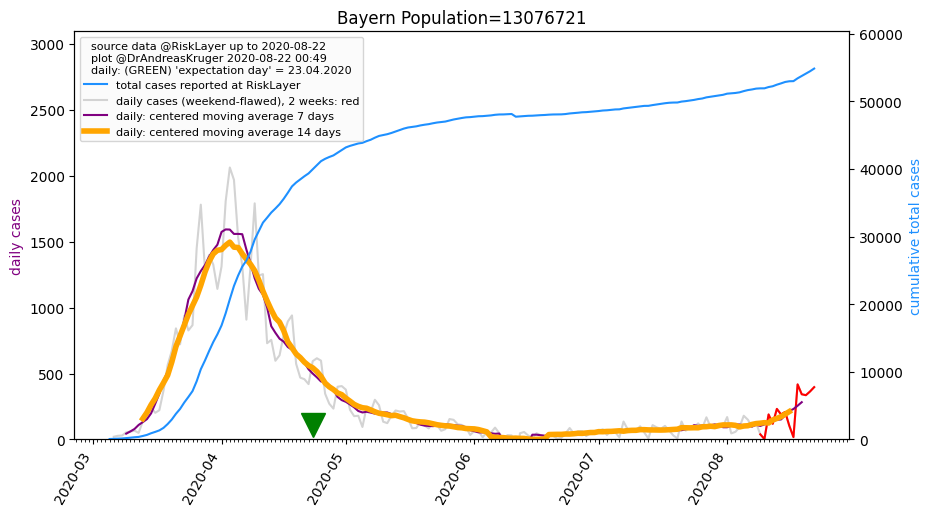 Bayern Population=13076721
source data @RiskLayer up to 2020-08-22
plot @DrAndreasKruger 2020-08-22 00:49
daily: (GREEN) 'expectation day' = 23.04.2020
total cases reported at RiskLayer
daily cases (weekend-flawed), 2 weeks: red
daily: centered moving average 7 days
daily: centered moving average 14 days
daily cases
3000
2500
2000
1500
1000
500
0
60000
50000
40000
30000
20000
10000
0
cumulative total cases
2020-03
2020-04
2020-05
2020-06
2020-07
2020-08